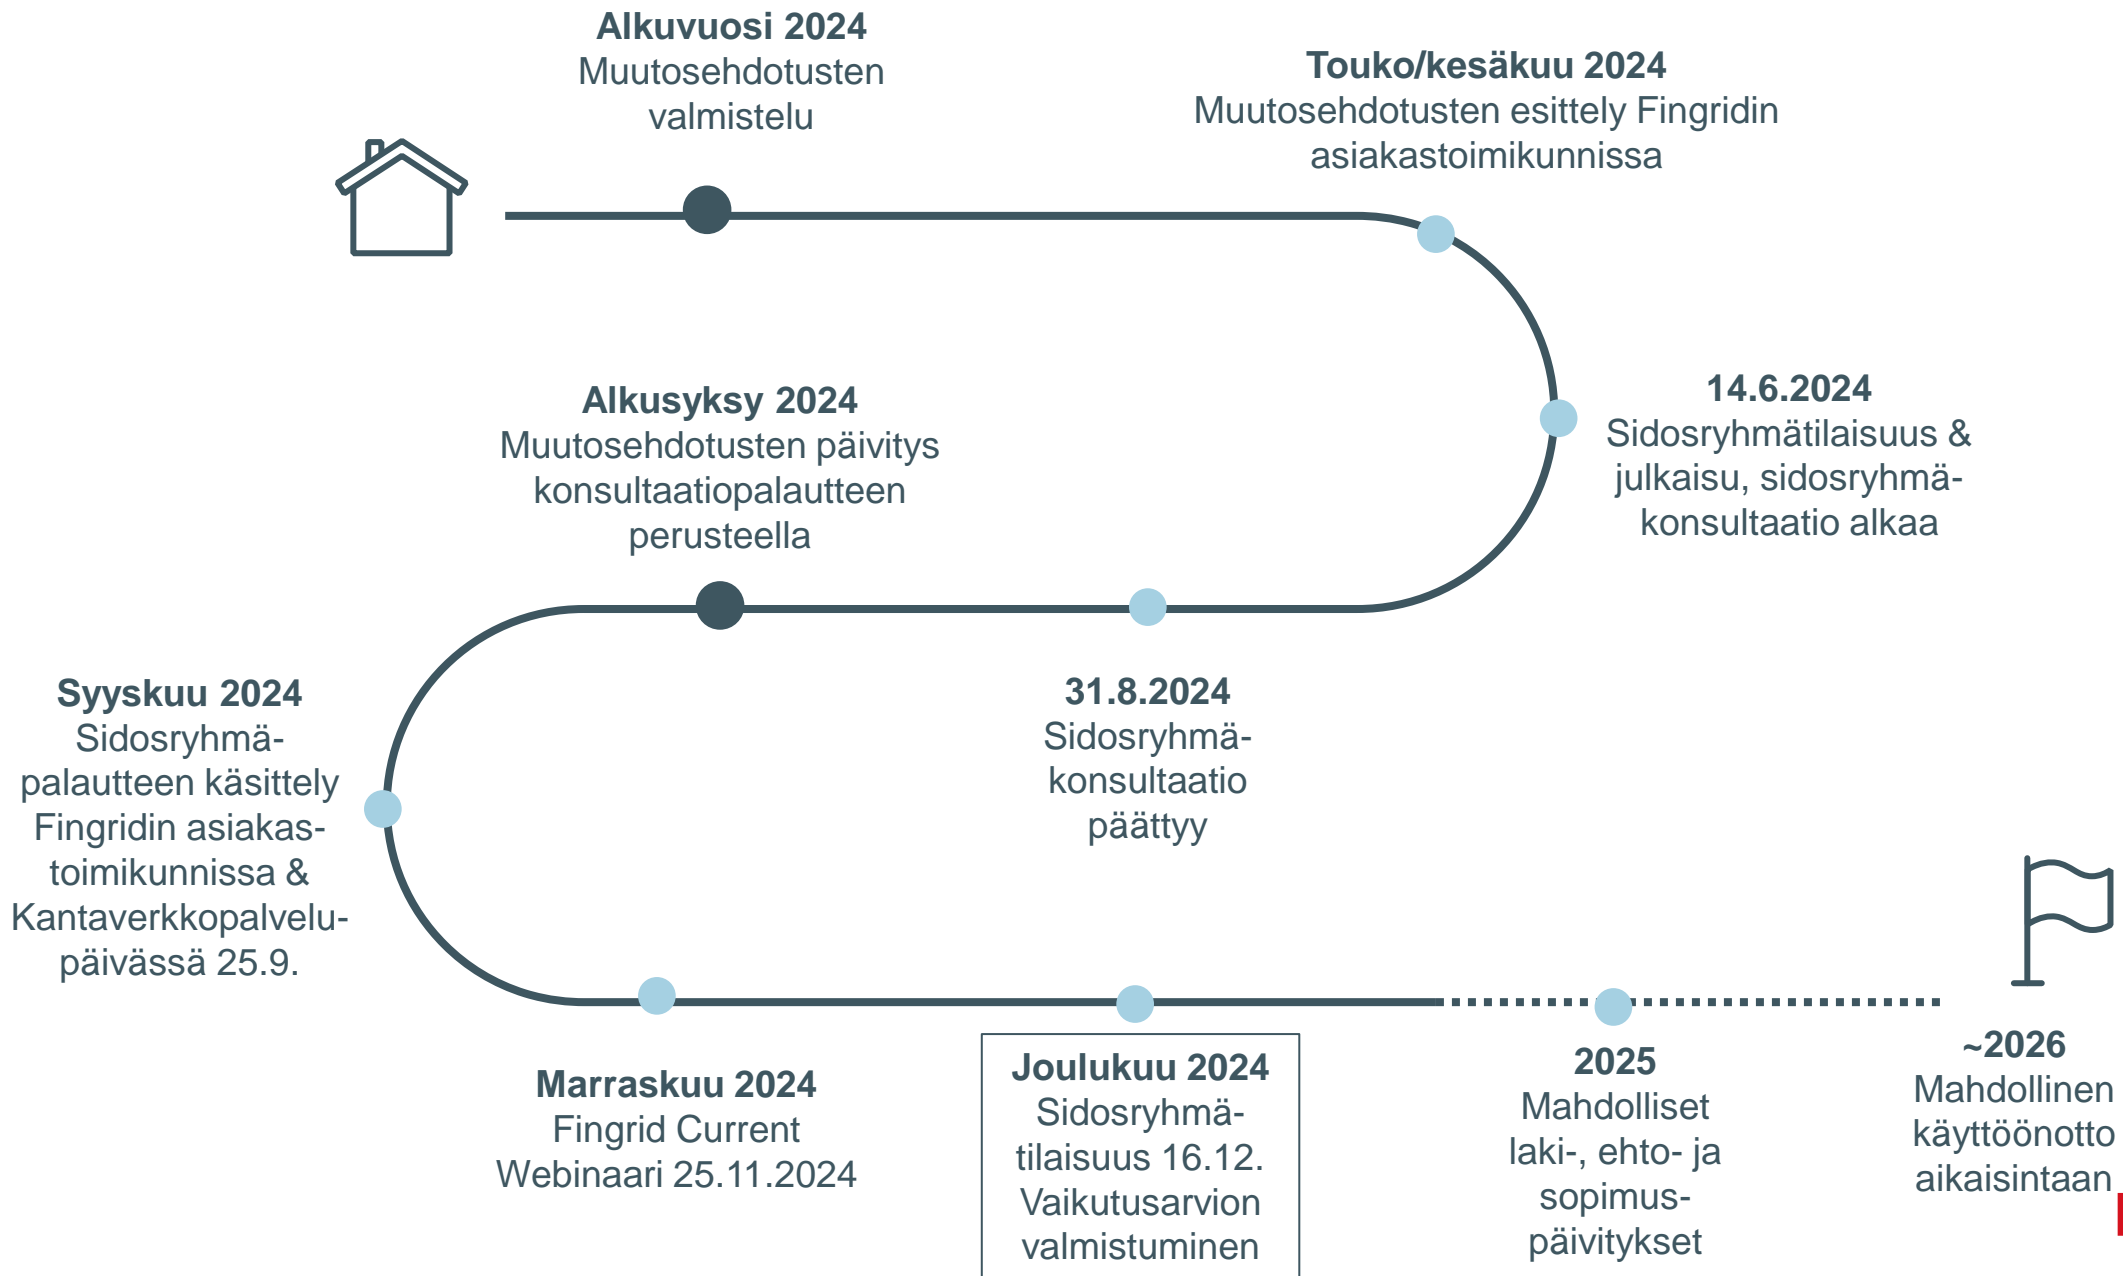 Alkuvuosi 2024
Muutosehdotusten
valmistelu
Touko/kesäkuu 2024
Muutosehdotusten esittely Fingridin
asiakastoimikunnissa
14.6.2024
Sidosryhmätilaisuus &
julkaisu, sidosryhmä-
konsultaatio alkaa
31.8.2024
Sidosryhmä-
konsultaatio
päättyy
Alkusyksy 2024
Muutosehdotusten päivitys
konsultaatiopalautteen
perusteella
Syyskuu 2024
Sidosryhmä-
palautteen käsittely
Fingridin asiakas-
toimikunnissa &
Kantaverkkopalvelu-
päivässä 25.9.
Marraskuu 2024
Fingrid Current
Webinaari 25.11.2024
Joulukuu 2024
Sidosryhmä-
tilaisuus 16.12.
Vaikutusarvion
valmistuminen
2025
Mahdolliset
laki-, ehto- ja
sopimus-
päivitykset
~2026
Mahdollinen
käyttöönotto
aikaisintaan